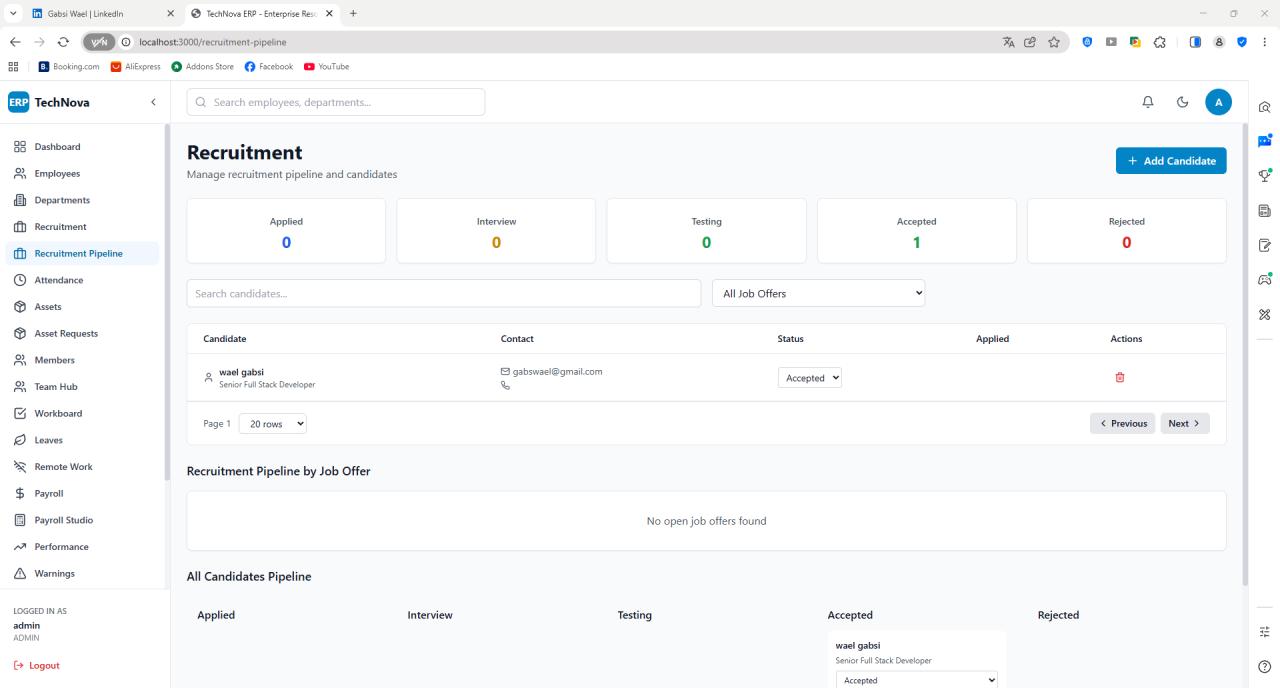 Gabsi Wael | LinkedIn
TechNova ERP - Enterprise Reso
VPN
localhost:3000/recruitment-pipeline
Booking.com
AliExpress
Addons Store
Facebook
YouTube
ERP TechNova
Search employees, departments...
A
Dashboard
Employees
Departments
Recruitment
Recruitment Pipeline
Attendance
Assets
Asset Requests
Members
Team Hub
Workboard
Leaves
Remote Work
Payroll
Payroll Studio
Performance
Warnings
LOGGED IN AS
admin
ADMIN
Logout
Recruitment
Manage recruitment pipeline and candidates
+ Add Candidate
Applied Interview Testing Accepted Rejected
0 0 0 1 0
Search candidates...
All Job Offers
Candidate Contact Status Applied Actions
wael gabsi
Senior Full Stack Developer
gabswael@gmail.com
Accepted
Page 1 20 rows
Previous Next
Recruitment Pipeline by Job Offer
No open job offers found
All Candidates Pipeline
Applied Interview Testing Accepted Rejected
wael gabsi
Senior Full Stack Developer
Accepted